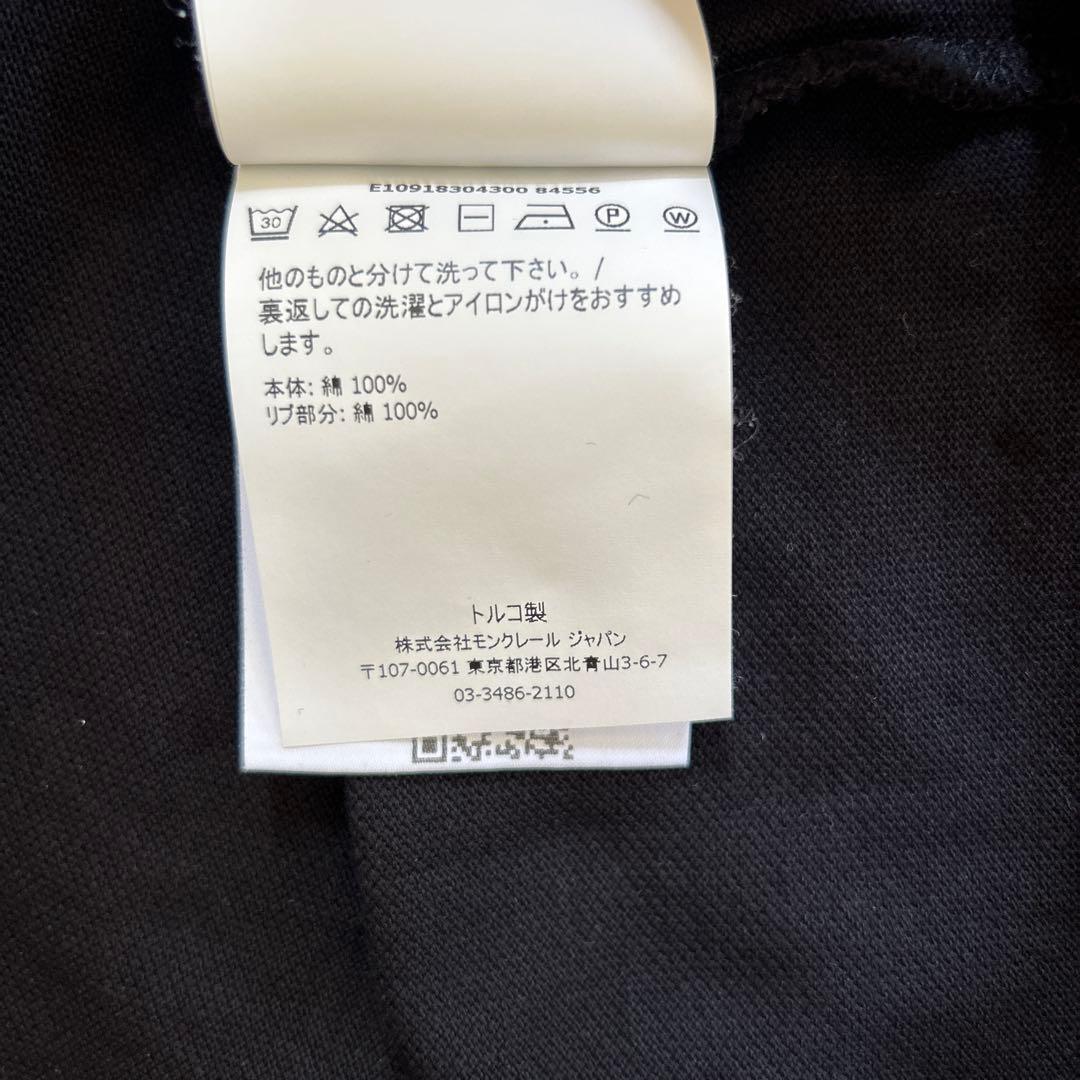 E10918304300 84556
30 P W
他のものと分けて洗って下さい。/
裏返しての洗濯とアイロンがけをおすすめ
します。
本体: 綿 100%
リブ部分: 綿 100%
トルコ製
株式会社モンクレール ジャパン
〒107-0061 東京都港区北青山3-6-7
03-3486-2110